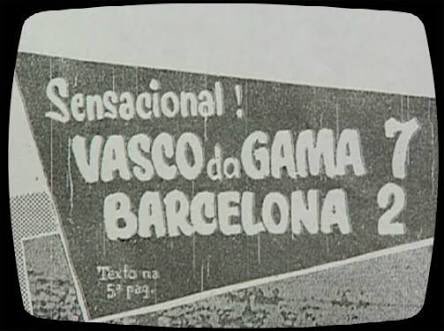 Sensacional!
VASCO da GAMA 7
BARCELONA 2
Texto na
5ª pag.